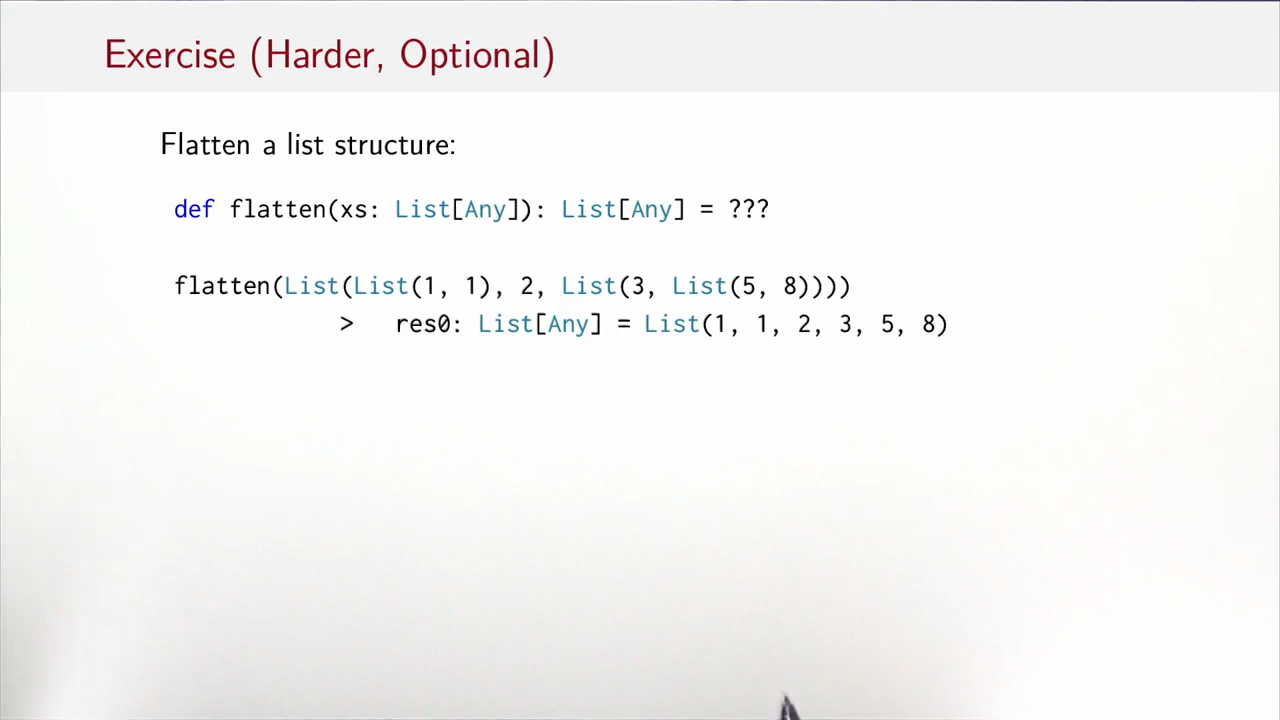 Exercise (Harder, Optional)
Flatten a list structure:
def flatten(xs: List[Any]): List[Any] = ???
flatten(List(List(1, 1), 2, List(3, List(5, 8))))
> res0: List[Any] = List(1, 1, 2, 3, 5, 8)